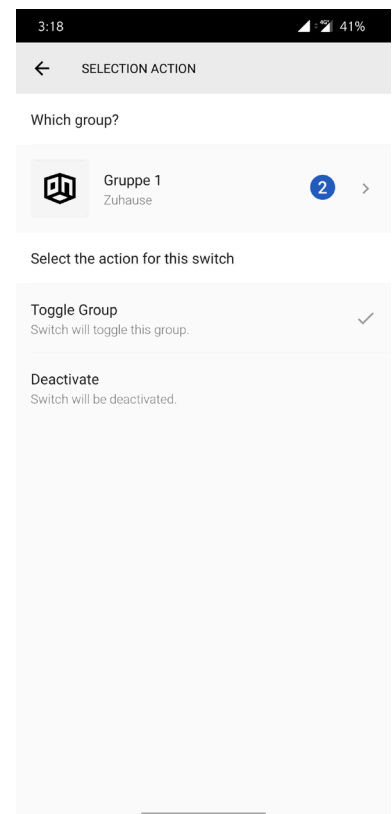 3:18
4G 41%
SELECTION ACTION
Which group?
Gruppe 1
2
Zuhause
Select the action for this switch
Toggle Group
Switch will toggle this group.
Deactivate
Switch will be deactivated.